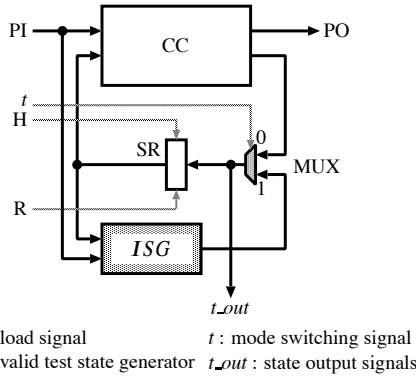 PI
CC
PO
t
H
SR
0
MUX
1
R
ISG
t_out
load signal
t : mode switching signal
valid test state generator
t_out : state output signals